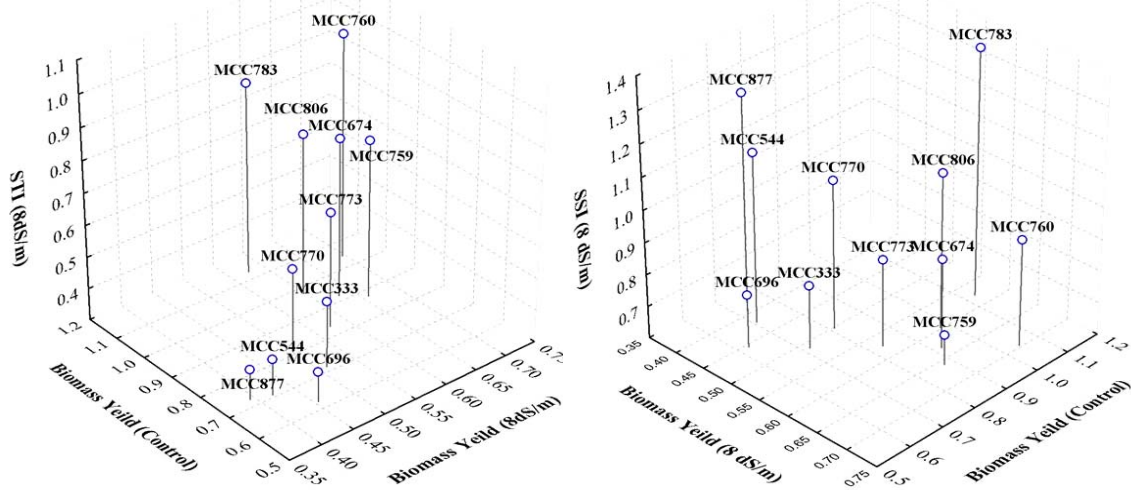 MCC760
MCC783
MCC806
MCC674
MCC759
MCC773
MCC770
MCC333
MCC544
MCC696
MCC877
1.1
1.0
0.9
0.8
0.7
0.6
0.5
0.4
STI (8dS/m)
1.2
1.1
1.0
0.9
0.8
0.7
0.6
0.5
Biomass Yeild (Control)
0.35
0.40
0.45
0.50
0.55
0.60
0.65
0.70
Biomass Yeild (8dS/m)
MCC783
MCC877
MCC544
MCC770
MCC806
MCC760
MCC773
MCC674
MCC696
MCC333
MCC759
1.4
1.3
1.2
1.1
1.0
0.9
0.8
0.7
SSI (8 dS/m)
0.35
0.40
0.45
0.50
0.55
0.60
0.65
0.70
0.75
Biomass Yeild (8 dS/m)
0.5
0.6
0.7
0.8
0.9
1.0
1.1
1.2
Biomass Yeild (Control)